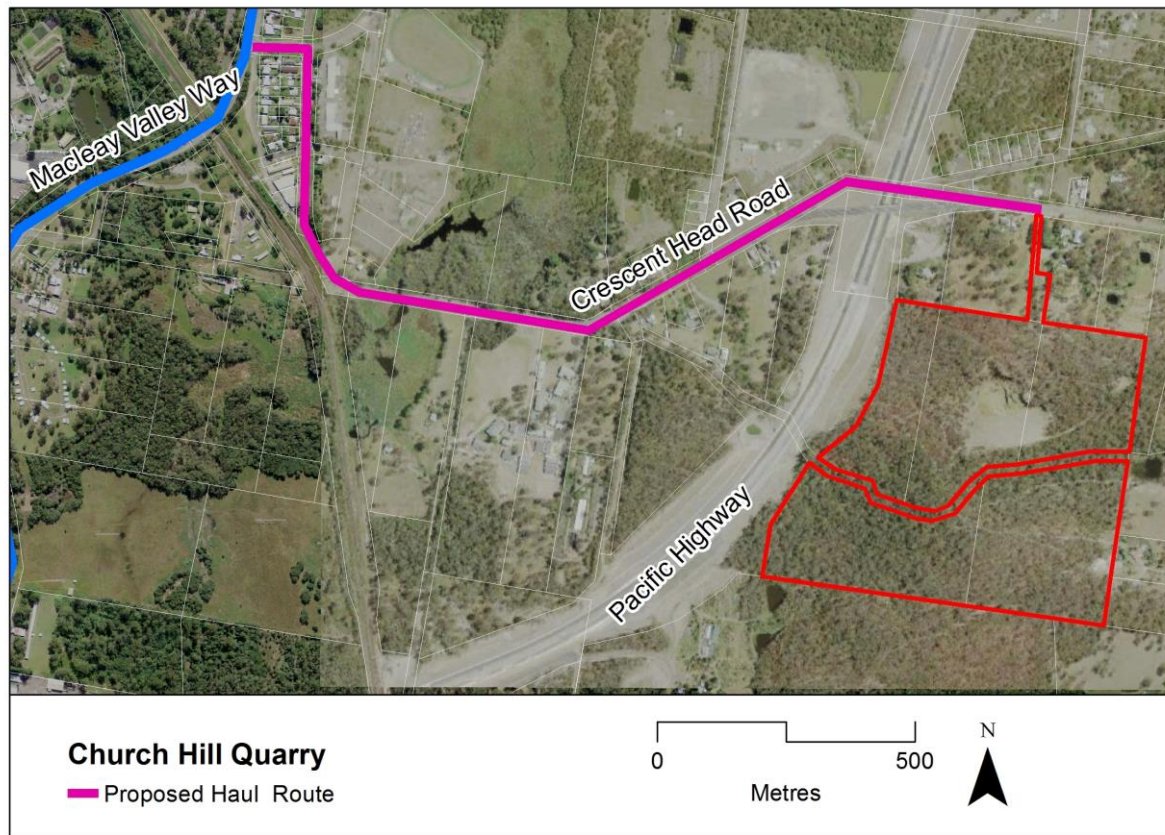 Macleay Valley Way
Crescent Head Road
Pacific Highway
Church Hill Quarry
Proposed Haul Route
0
500
Metres
N